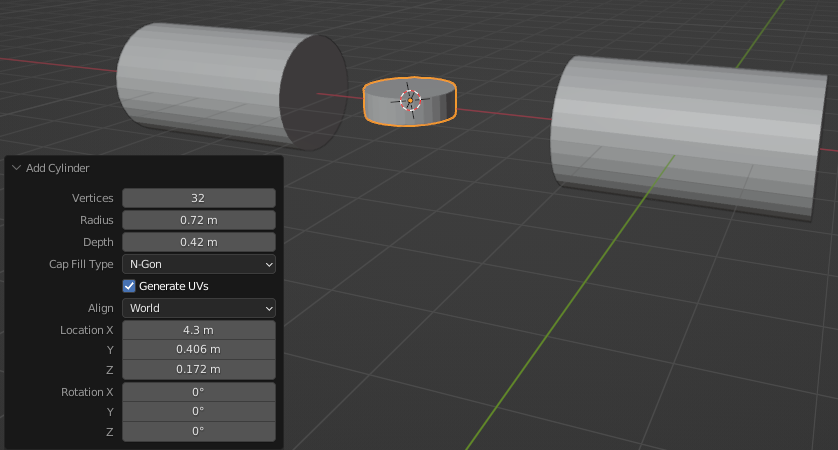 Add Cylinder
Vertices 32
Radius 0.72 m
Depth 0.42 m
Cap Fill Type N-Gon
Generate UVs
Align World
Location X 4.3 m
Y 0.406 m
Z 0.172 m
Rotation X 0°
Y 0°
Z 0°